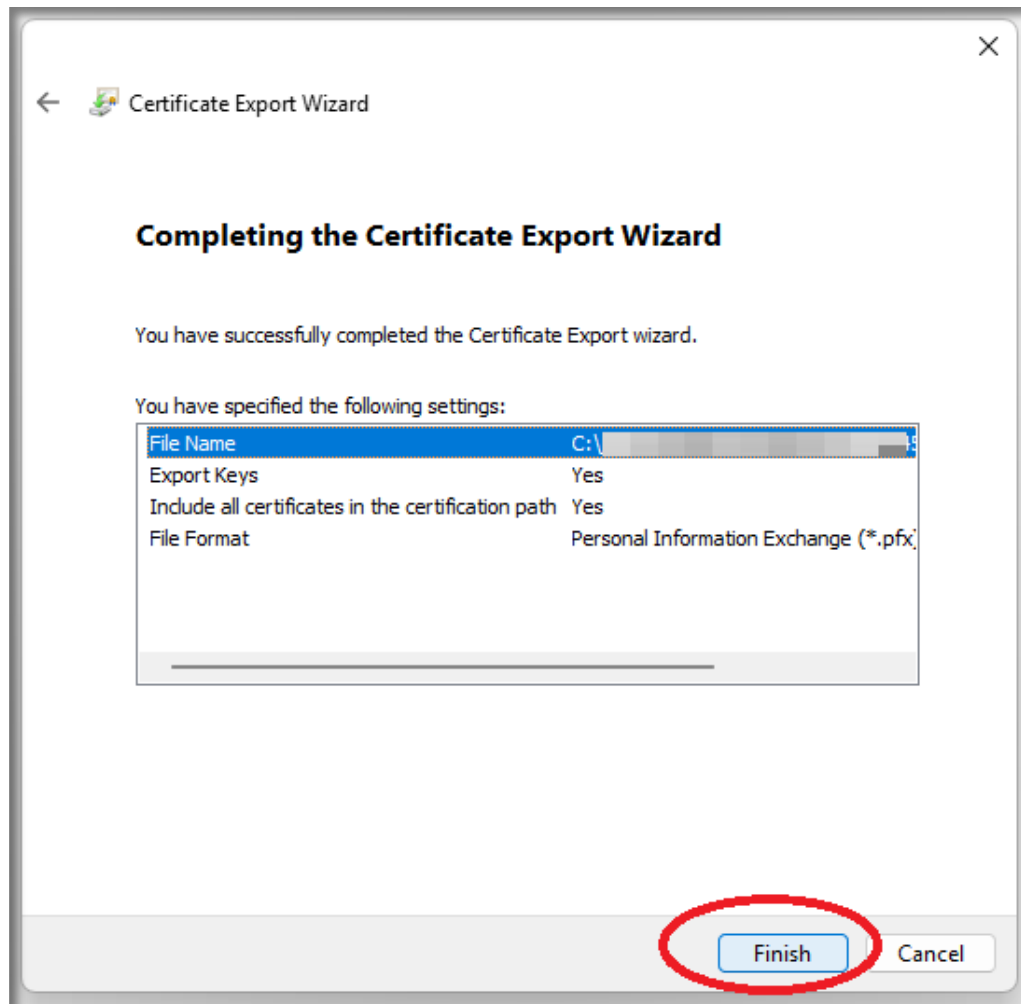 Certificate Export Wizard
Completing the Certificate Export Wizard
You have successfully completed the Certificate Export wizard.
You have specified the following settings:
File Name C:\
Export Keys Yes
Include all certificates in the certification path Yes
File Format Personal Information Exchange (*.pfx)
Finish Cancel